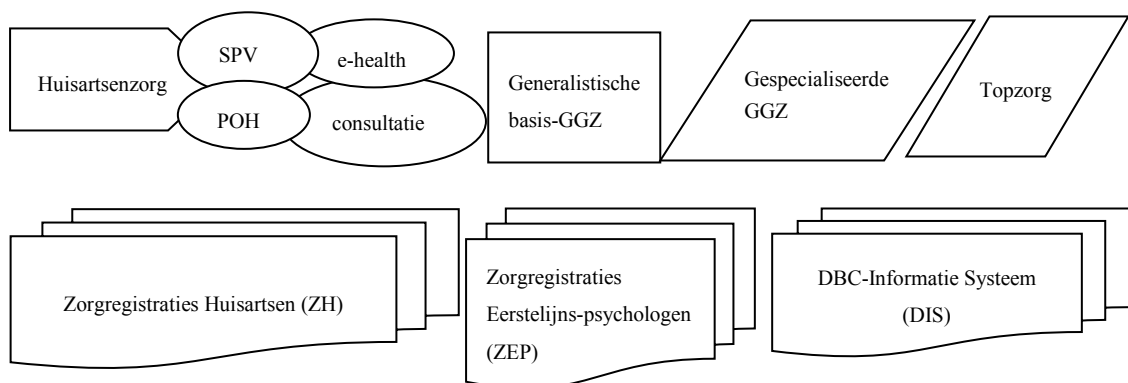 Huisartsenzorg
SPV
POH
e-health
consultatie
Generalistische
basis-GGZ
Gespecialiseerde
GGZ
Topzorg
Zorgregistraties Huisartsen (ZH)
Zorgregistraties
Eerstelijns-psychologen
(ZEP)
DBC-Informatie Systeem
(DIS)